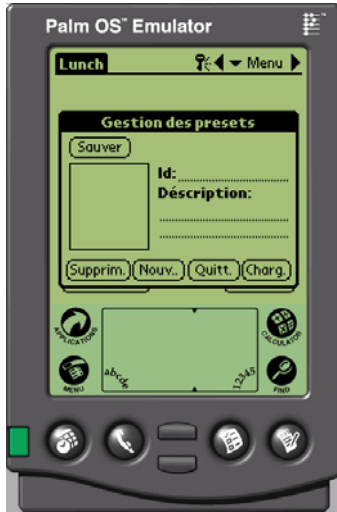 Palm OS™ Emulator
Lunch
Menu
Gestion des presets
Sauver
Id:
Déscription:
Supprim.
Nouv..
Quitt.
Charg.
APPLICATIONS
CALCULATOR
MENU
abcde
12345
FIND